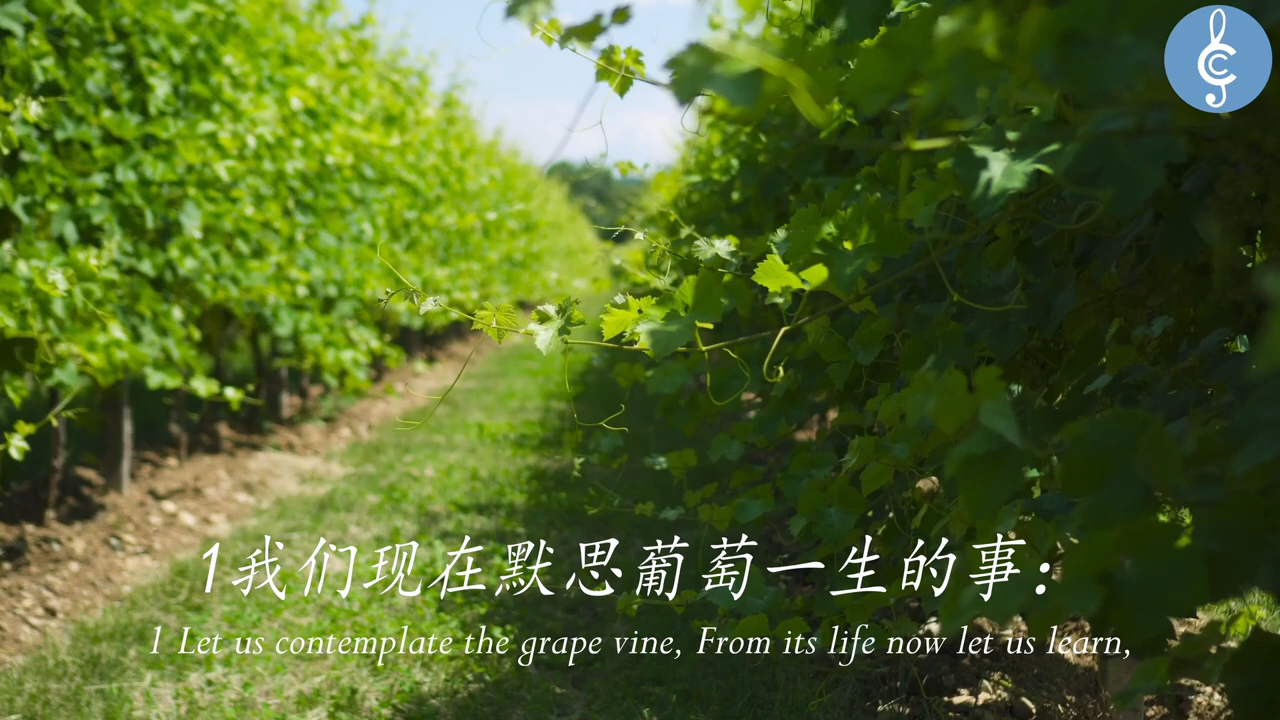 1我们现在默思葡萄一生的事：
1 Let us contemplate the grape vine, From its life now let us learn,